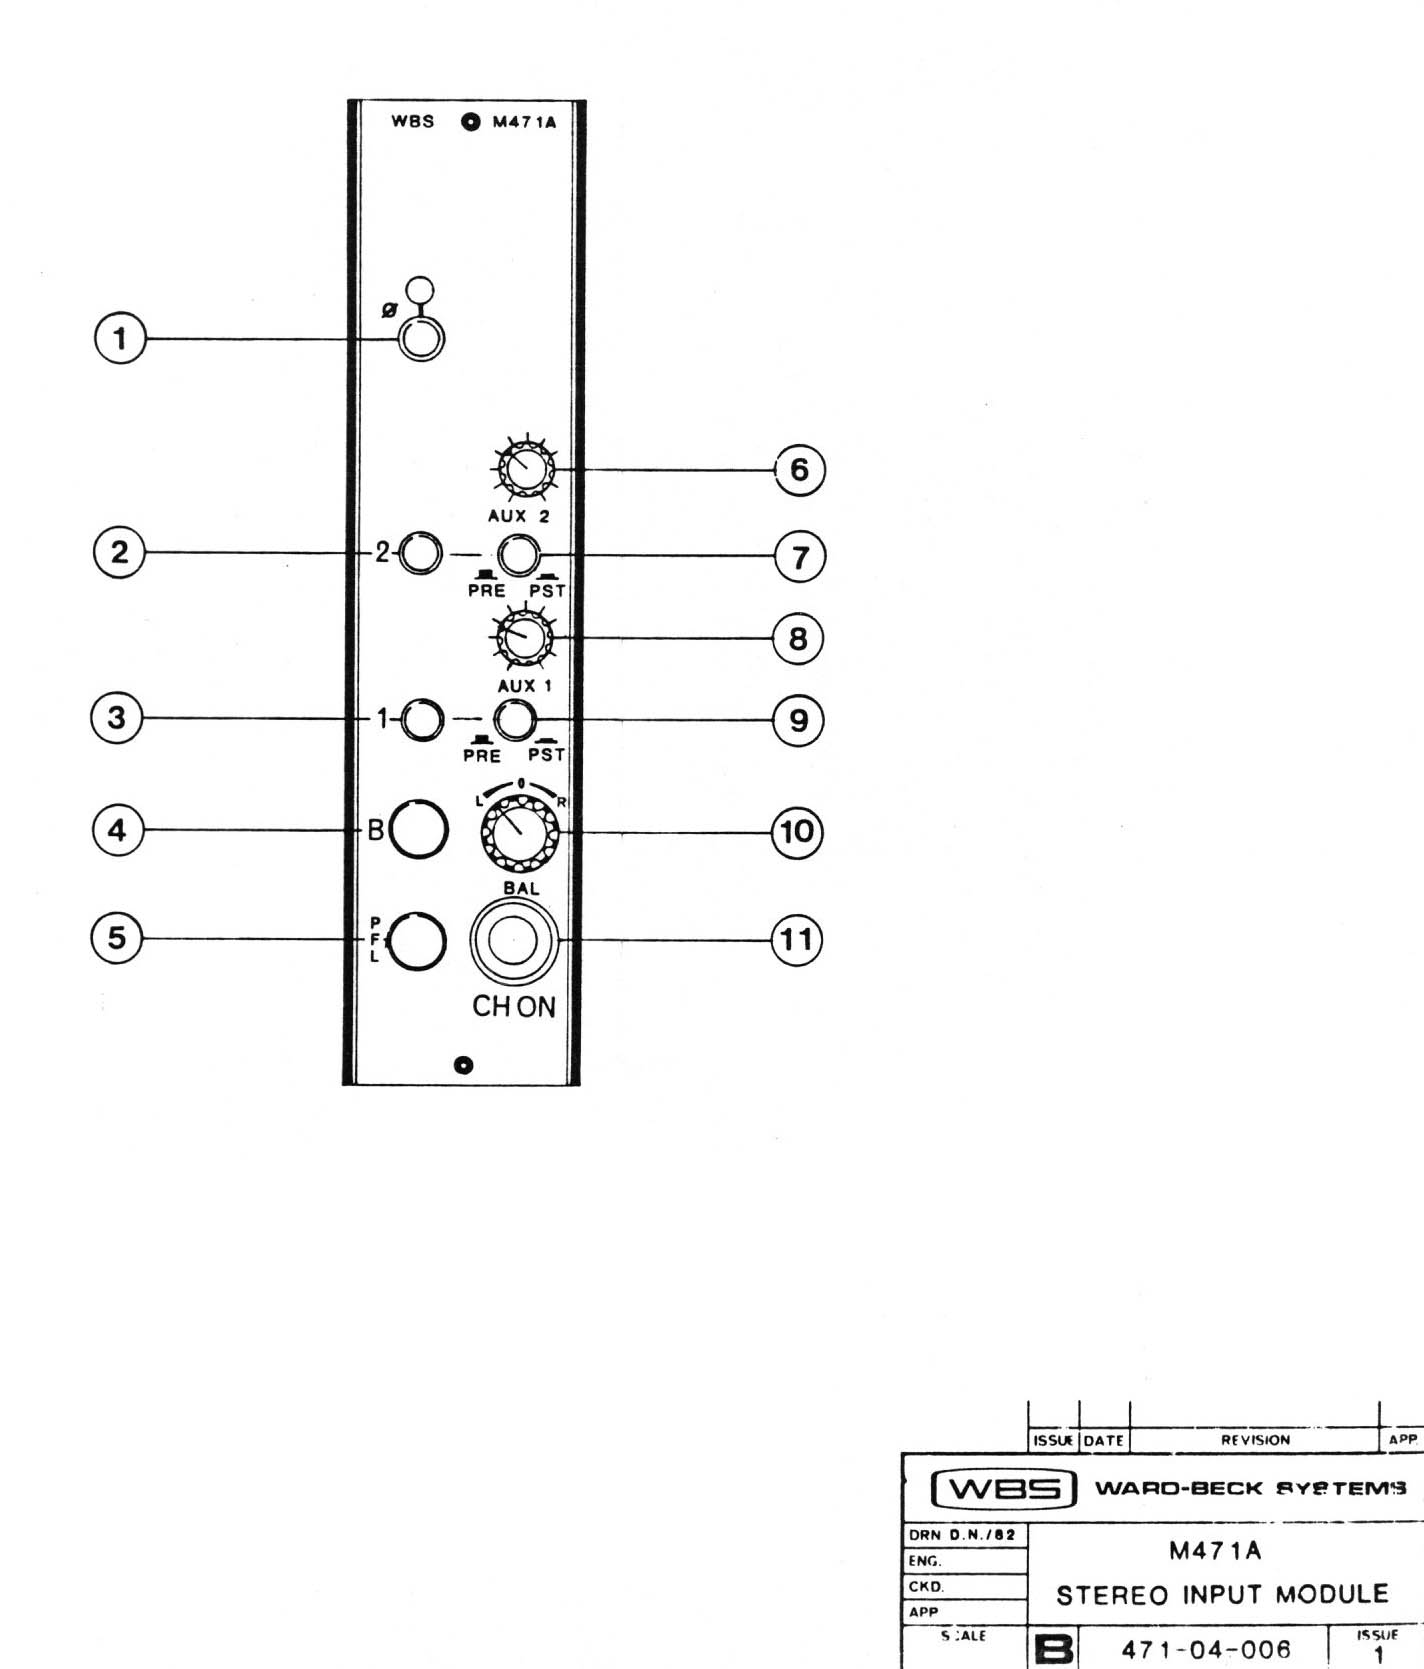 WBS M471A
Ø
1
6
AUX 2
2
2
7
PRE PST
8
AUX 1
3
1
9
PRE PST
L 0 R
4
B
10
BAL
5
PFL
11
CH ON
ISSUE DATE REVISION APP.
WBS WARD-BECK SYSTEMS
DRN D.N./82
M471A
ENG.
CKD.
STEREO INPUT MODULE
APP
SCALE
B 471-04-006
ISSUE
1